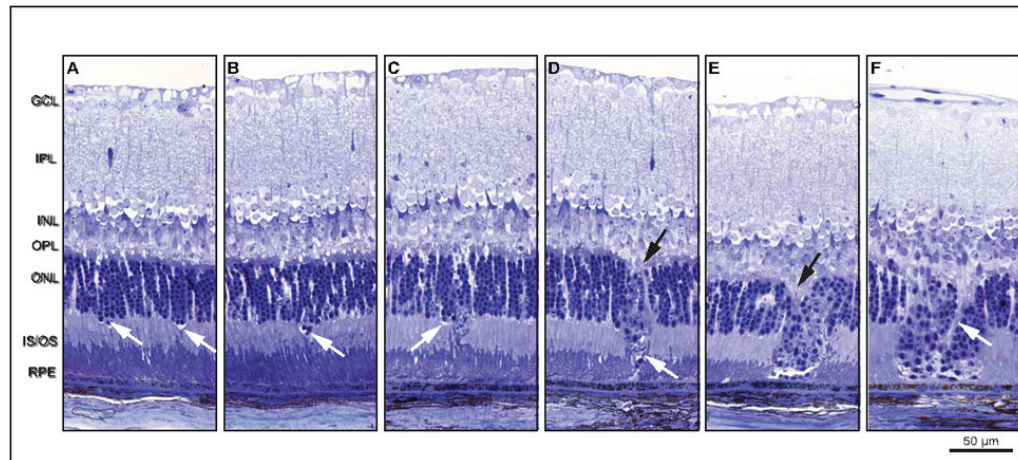 A B C D E F
GCL
IPL
INL
OPL
ONL
IS/OS
RPE
50 µm